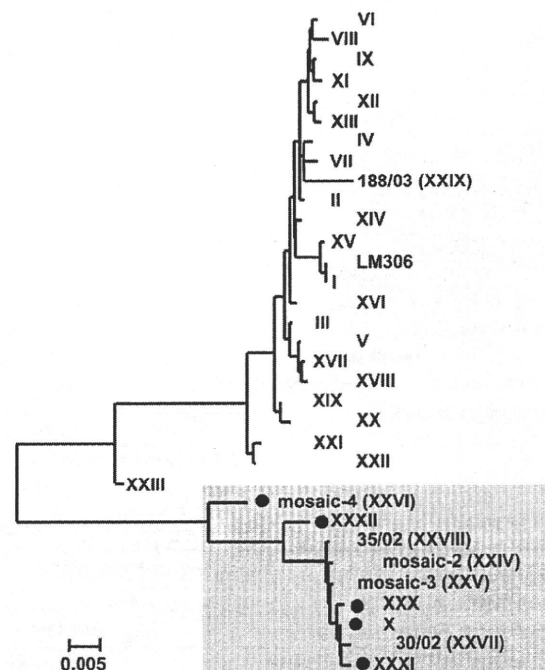 VI
VIII
IX
XI
XII
XIII
IV
VII
188/03 (XXIX)
II
XIV
XV
LM306
I
XVI
III
V
XVII
XVIII
XIX
XX
XXI
XXII
XXIII
mosaic-4 (XXVI)
XXXII
35/02 (XXVIII)
mosaic-2 (XXIV)
mosaic-3 (XXV)
XXX
X
30/02 (XXVII)
XXXI
0.005